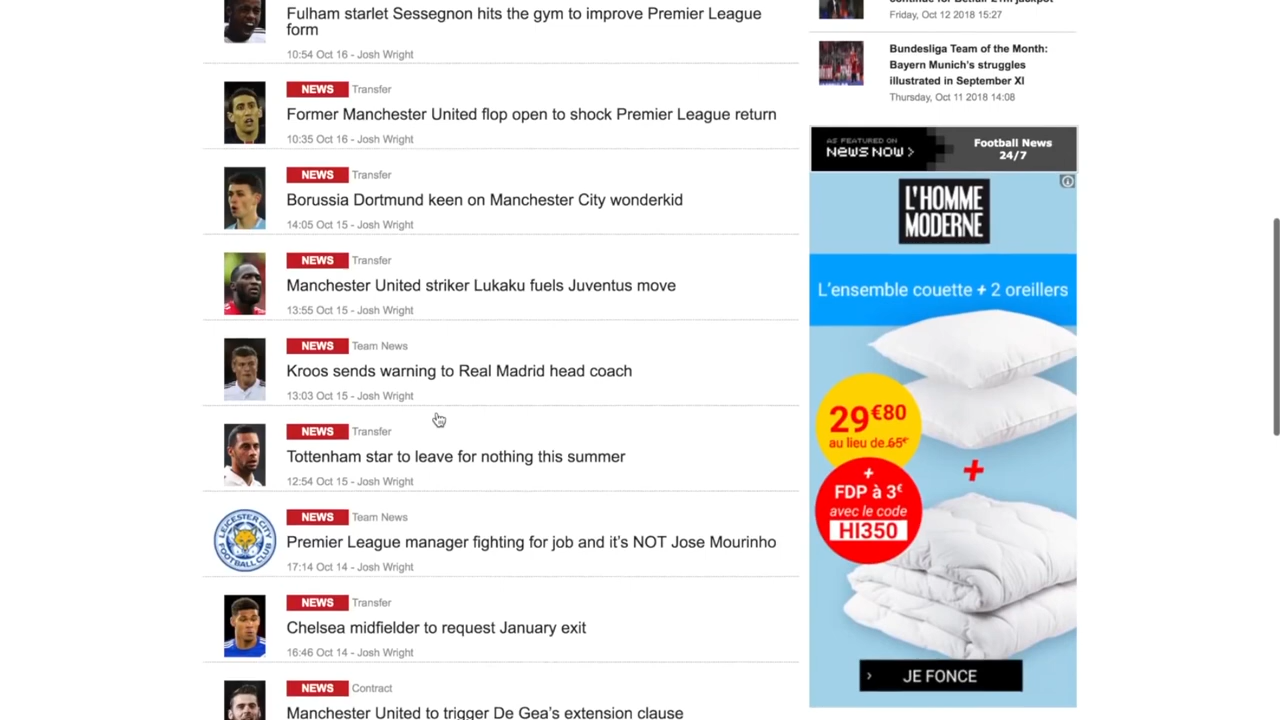 Fulham starlet Sessegnon hits the gym to improve Premier League
form
10:54 Oct 16 - Josh Wright
NEWS Transfer
Former Manchester United flop open to shock Premier League return
10:35 Oct 16 - Josh Wright
NEWS Transfer
Borussia Dortmund keen on Manchester City wonderkid
14:05 Oct 15 - Josh Wright
NEWS Transfer
Manchester United striker Lukaku fuels Juventus move
13:55 Oct 15 - Josh Wright
NEWS Team News
Kroos sends warning to Real Madrid head coach
13:03 Oct 15 - Josh Wright
NEWS Transfer
Tottenham star to leave for nothing this summer
12:54 Oct 15 - Josh Wright
LEICESTER CITY
FOOTBALL CLUB
NEWS Team News
Premier League manager fighting for job and it's NOT Jose Mourinho
17:14 Oct 14 - Josh Wright
NEWS Transfer
Chelsea midfielder to request January exit
16:46 Oct 14 - Josh Wright
NEWS Contract
Manchester United to trigger De Gea's extension clause
Friday, Oct 12 2018 15:27
Bundesliga Team of the Month:
Bayern Munich's struggles
illustrated in September XI
Thursday, Oct 11 2018 14:08
AS FEATURED ON
NEWS NOW >
Football News
24/7
L'HOMME
MODERNE
L'ensemble couette + 2 oreillers
29€80
au lieu de 65€
+
FDP à 3€
avec le code
HI350
+
> JE FONCE